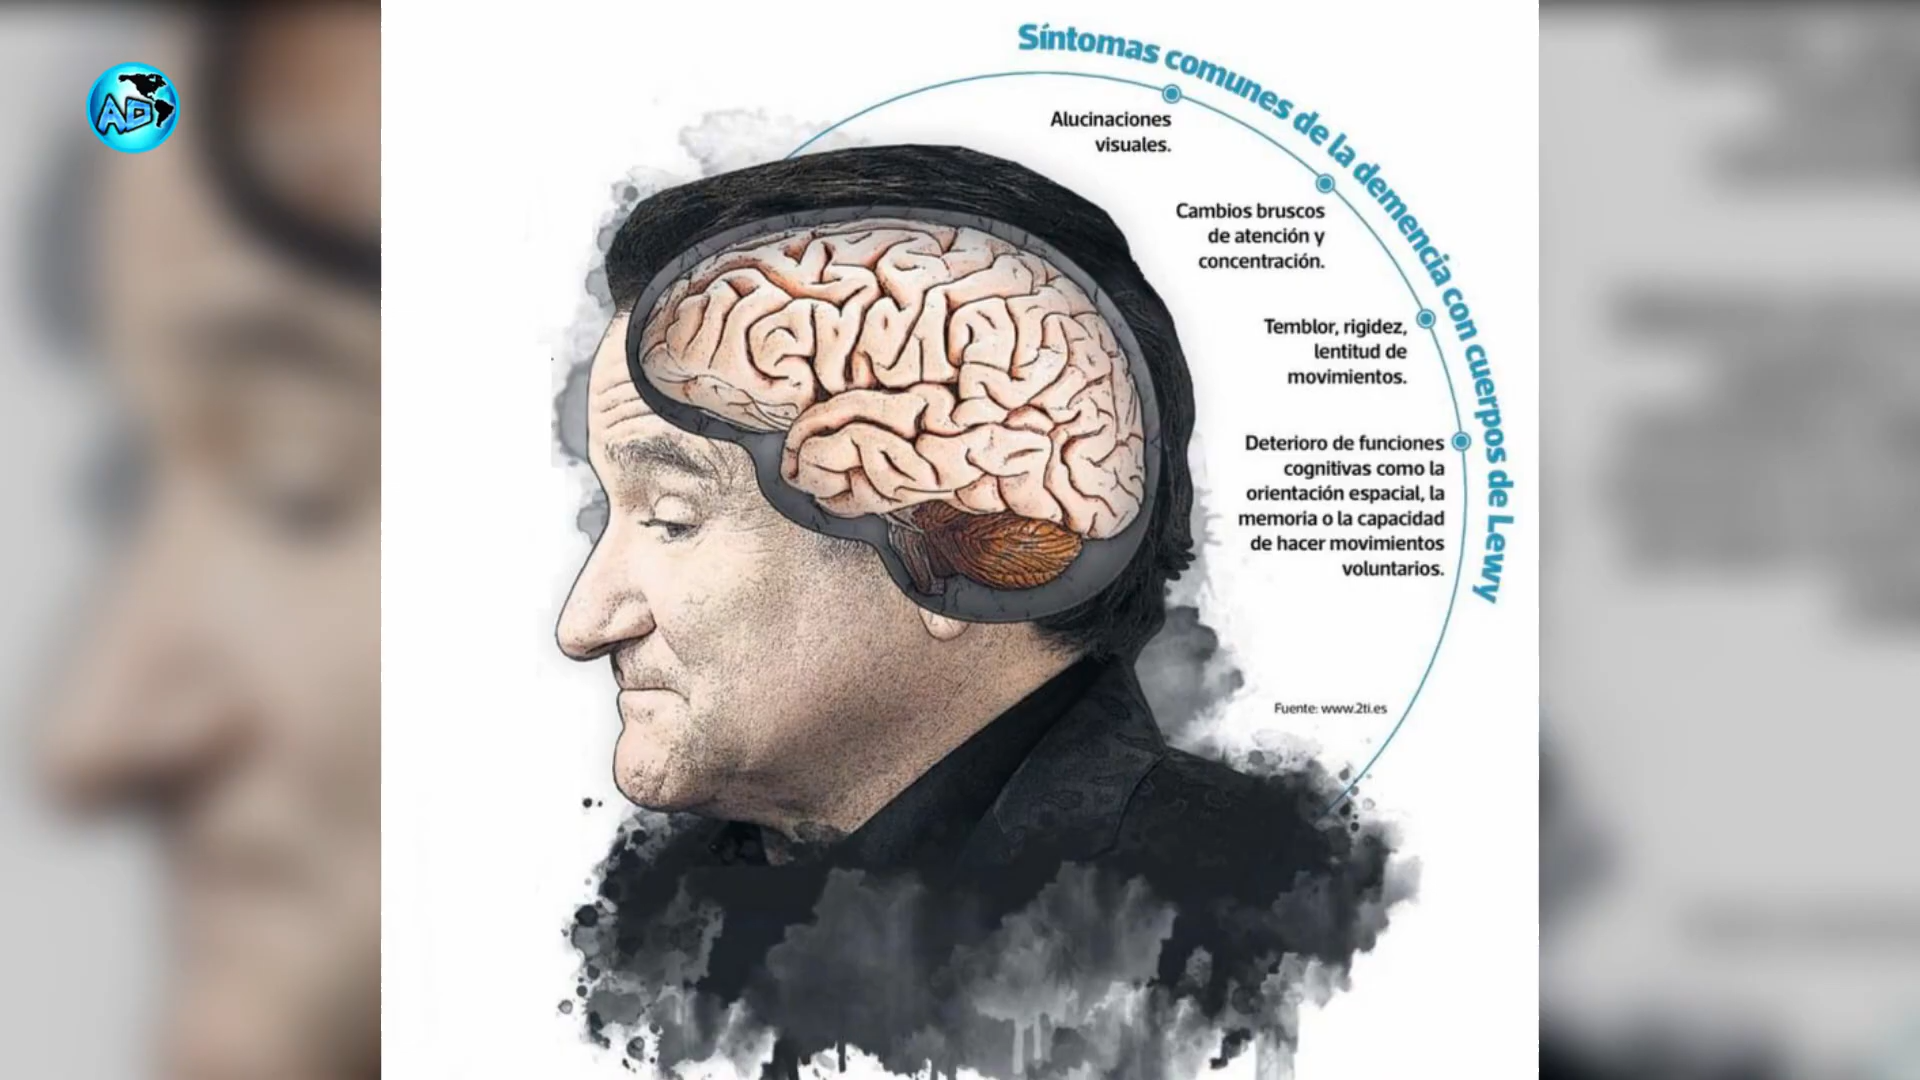 AD
Síntomas comunes de la demencia con cuerpos de Lewy
Alucinaciones
visuales.
Cambios bruscos
de atención y
concentración.
Temblor, rigidez,
lentitud de
movimientos.
Deterioro de funciones
cognitivas como la
orientación espacial, la
memoria o la capacidad
de hacer movimientos
voluntarios.
Fuente: www.2ti.es